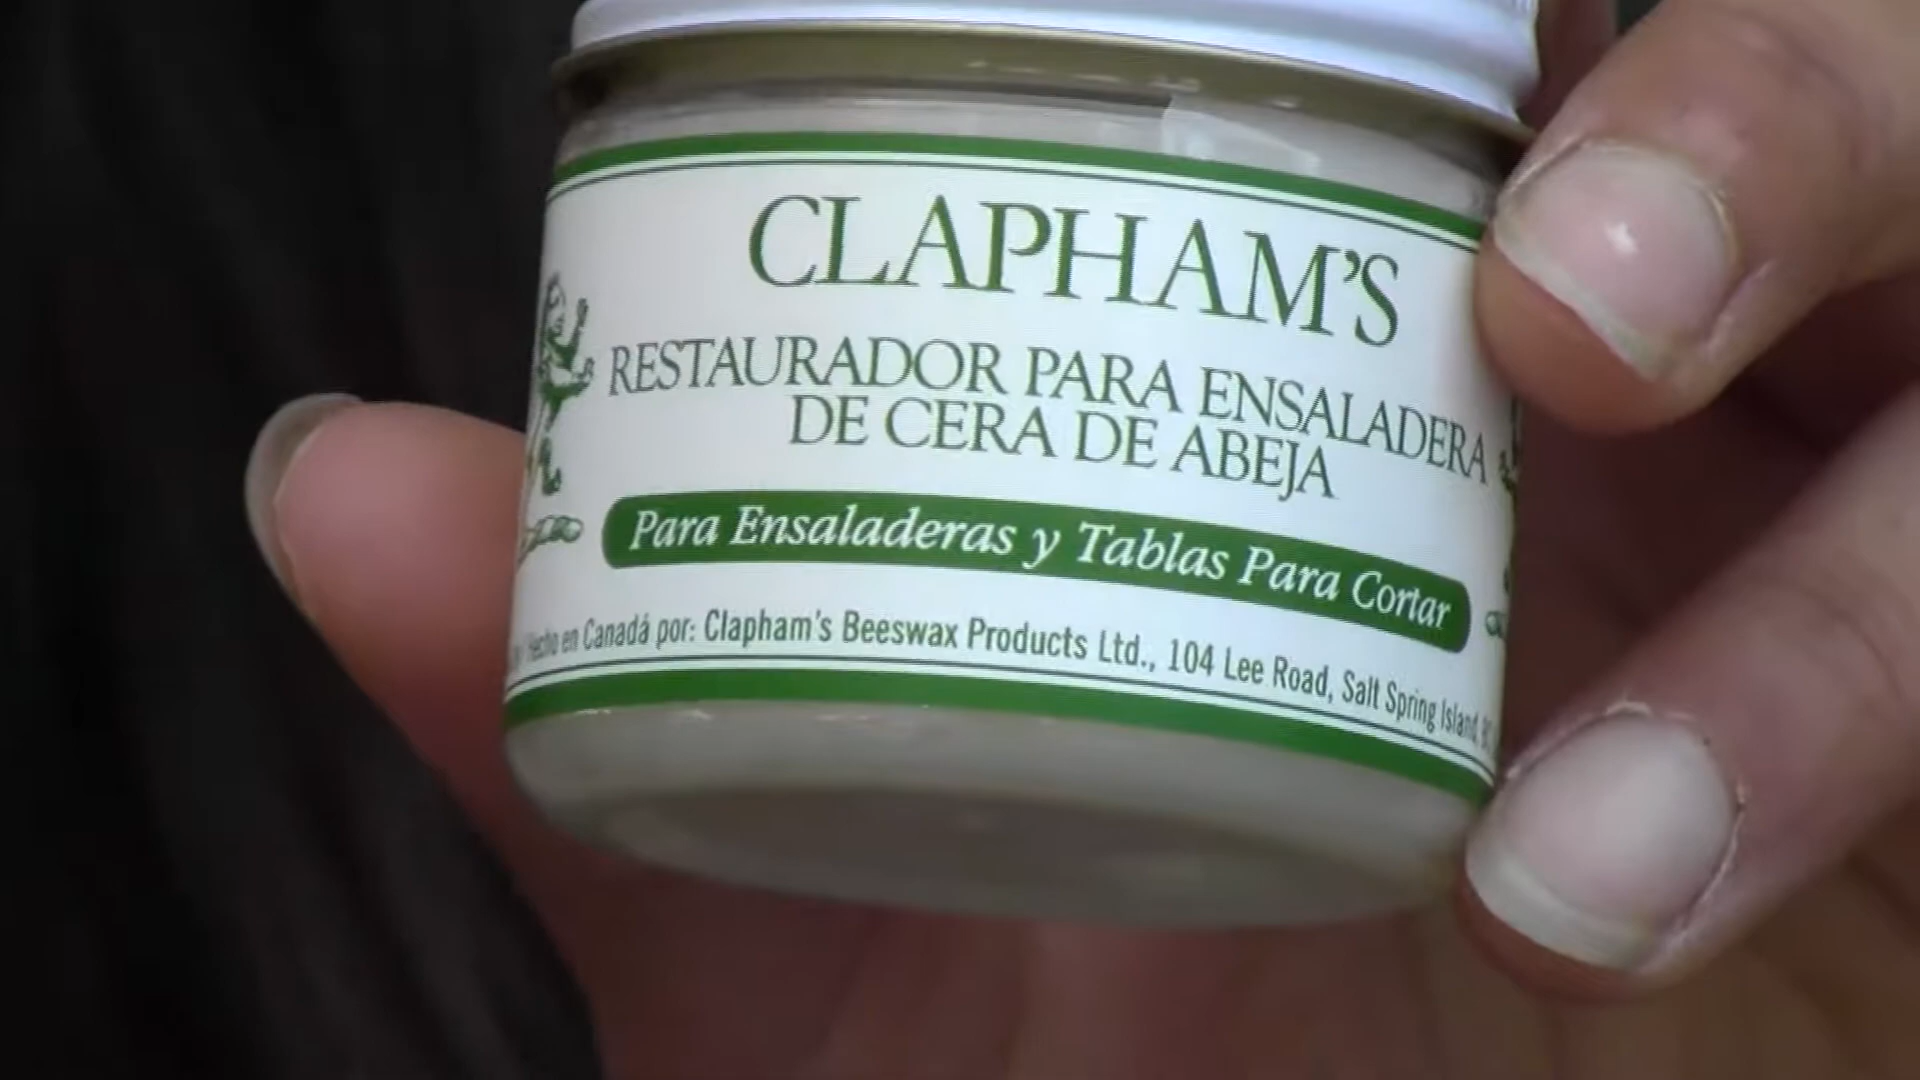 CLAPHAM'S
RESTAURADOR PARA ENSALADERA
DE CERA DE ABEJA
Para Ensaladeras y Tablas Para Cortar
Hecho en Canadá por: Clapham's Beeswax Products Ltd., 104 Lee Road, Salt Spring Island,